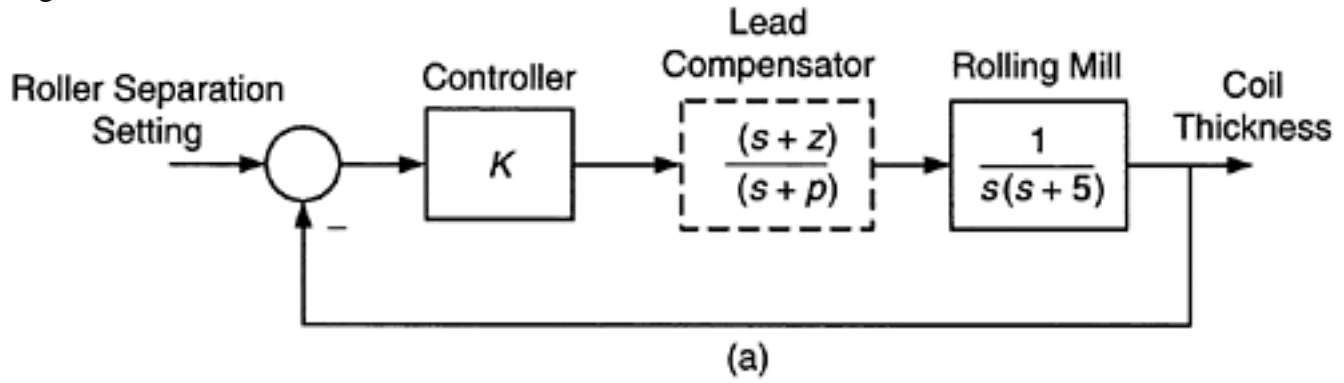 Lead
Compensator
Roller Separation
Setting
Controller
Rolling Mill
Coil
Thickness
K
(s + z)
(s + p)
1
s(s + 5)
−
(a)